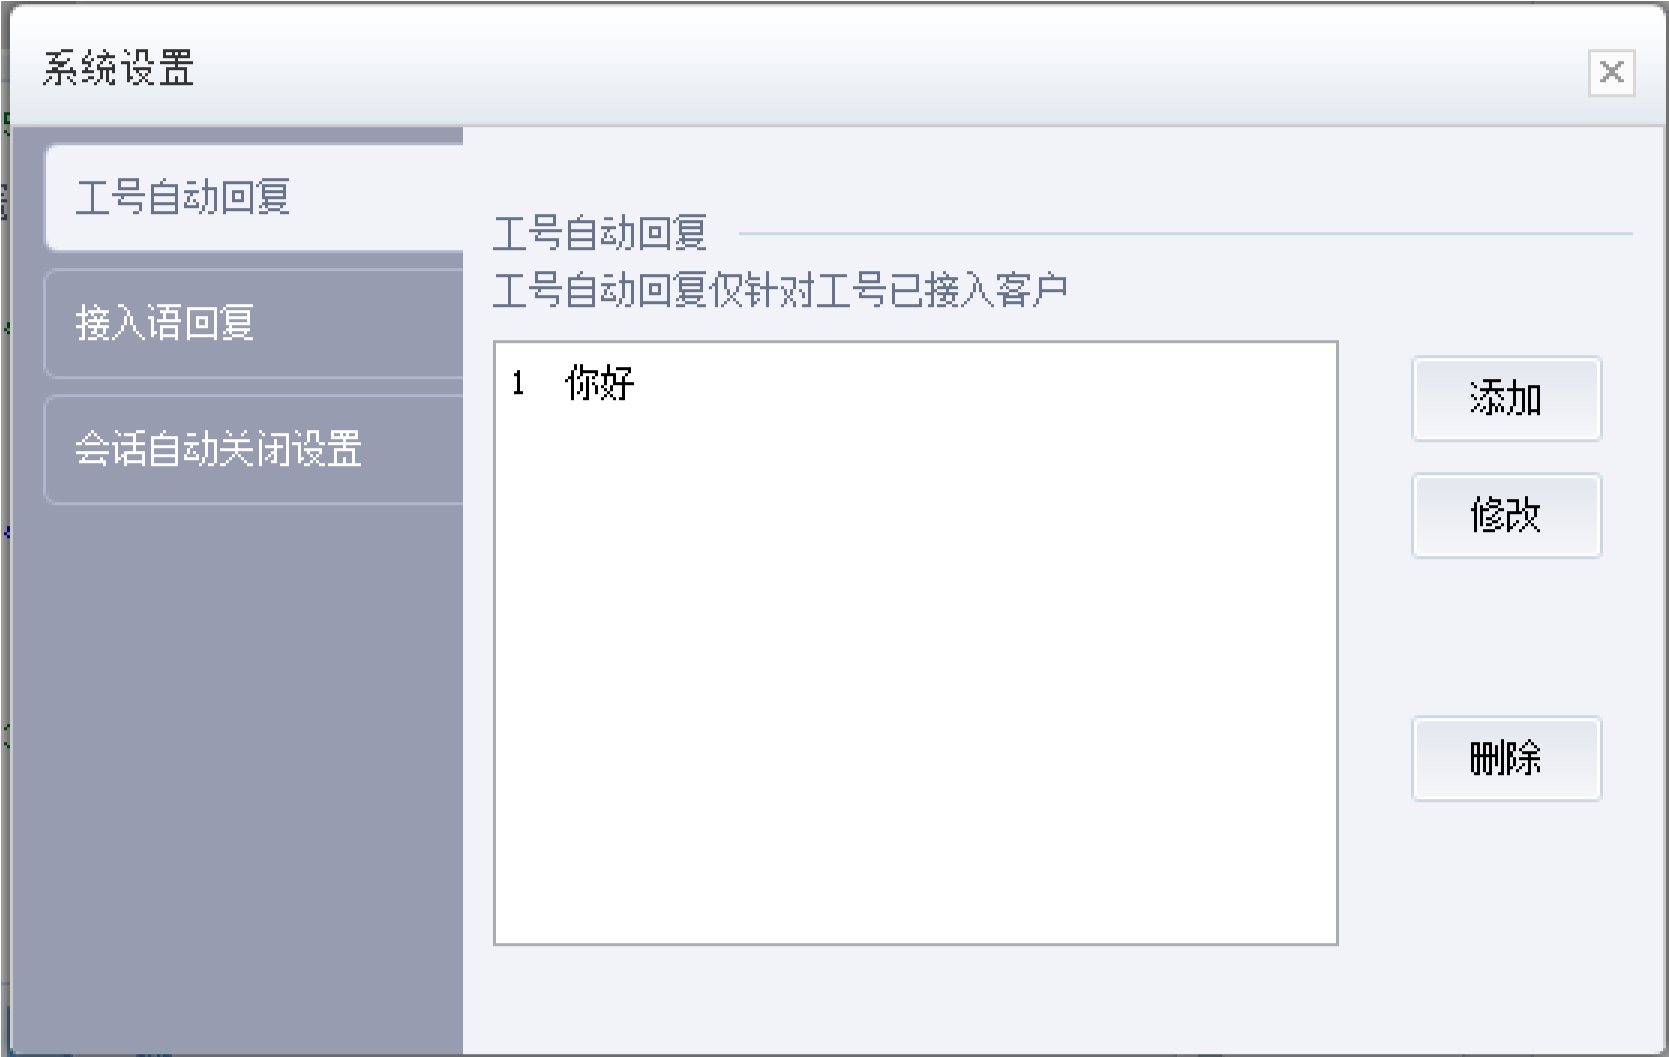 系统设置
工号自动回复
接入语回复
会话自动关闭设置
工号自动回复
工号自动回复仅针对工号已接入客户
1 你好
添加
修改
删除